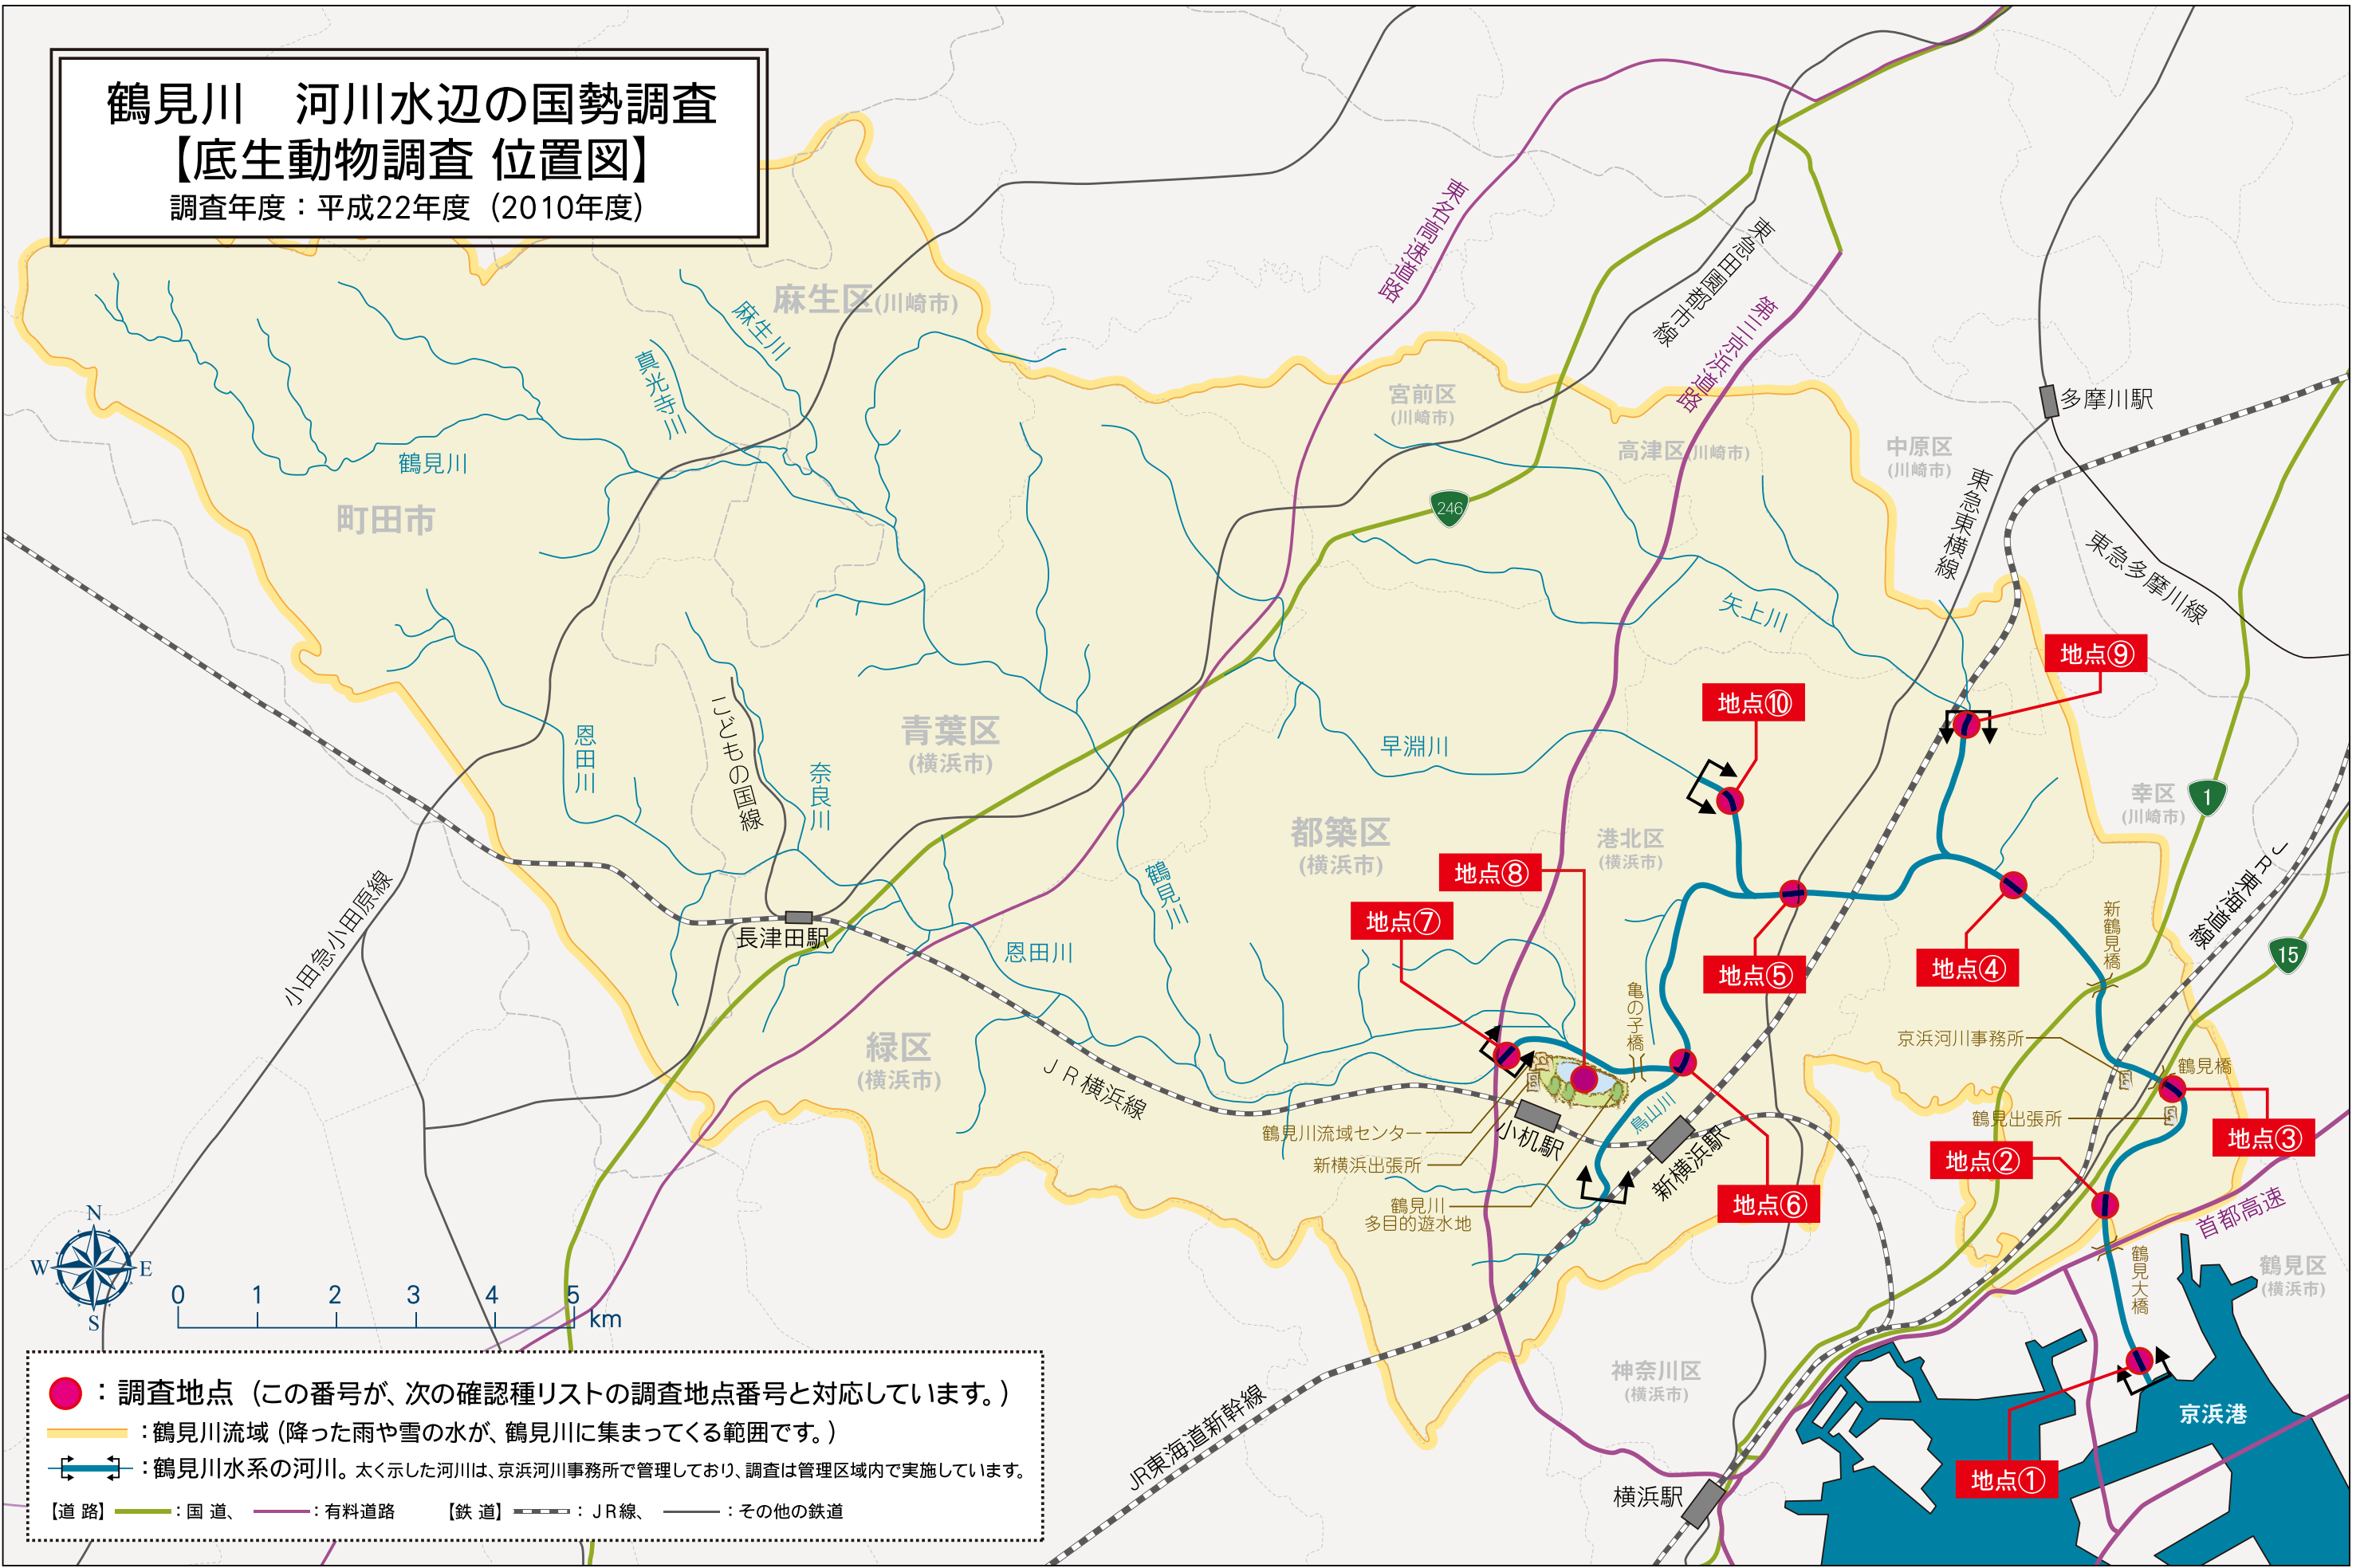 鶴見川　河川水辺の国勢調査
【底生動物調査 位置図】
調査年度：平成22年度（2010年度）
麻生区(川崎市)
麻生川
真光寺川
鶴見川
町田市
東名高速道路
東急田園都市線
第三京浜道路
宮前区
(川崎市)
高津区(川崎市)
中原区
(川崎市)
多摩川駅
246
東急東横線
東急多摩川線
矢上川
地点⑨
地点⑩
こどもの国線
恩田川
奈良川
青葉区
(横浜市)
早淵川
都築区
(横浜市)
港北区
(横浜市)
幸区
(川崎市)
1
JR東海道線
15
小田急小田原線
長津田駅
恩田川
鶴見川
地点⑧
地点⑦
地点⑤
地点④
新鶴見橋
亀の子橋
緑区
(横浜市)
JR横浜線
京浜河川事務所
鶴見橋
鶴見出張所
地点③
地点②
鶴見川流域センター
新横浜出張所
鶴見川
多目的遊水地
小机駅
鳥山川
新横浜駅
地点⑥
首都高速
鶴見大橋
鶴見区
(横浜市)
神奈川区
(横浜市)
京浜港
地点①
横浜駅
JR東海道新幹線
N
W
E
S
0 1 2 3 4 5
km
：調査地点（この番号が、次の確認種リストの調査地点番号と対応しています。）
：鶴見川流域（降った雨や雪の水が、鶴見川に集まってくる範囲です。）
：鶴見川水系の河川。太く示した河川は、京浜河川事務所で管理しており、調査は管理区域内で実施しています。
【道 路】：国 道、：有料道路 【鉄 道】：JR線、：その他の鉄道